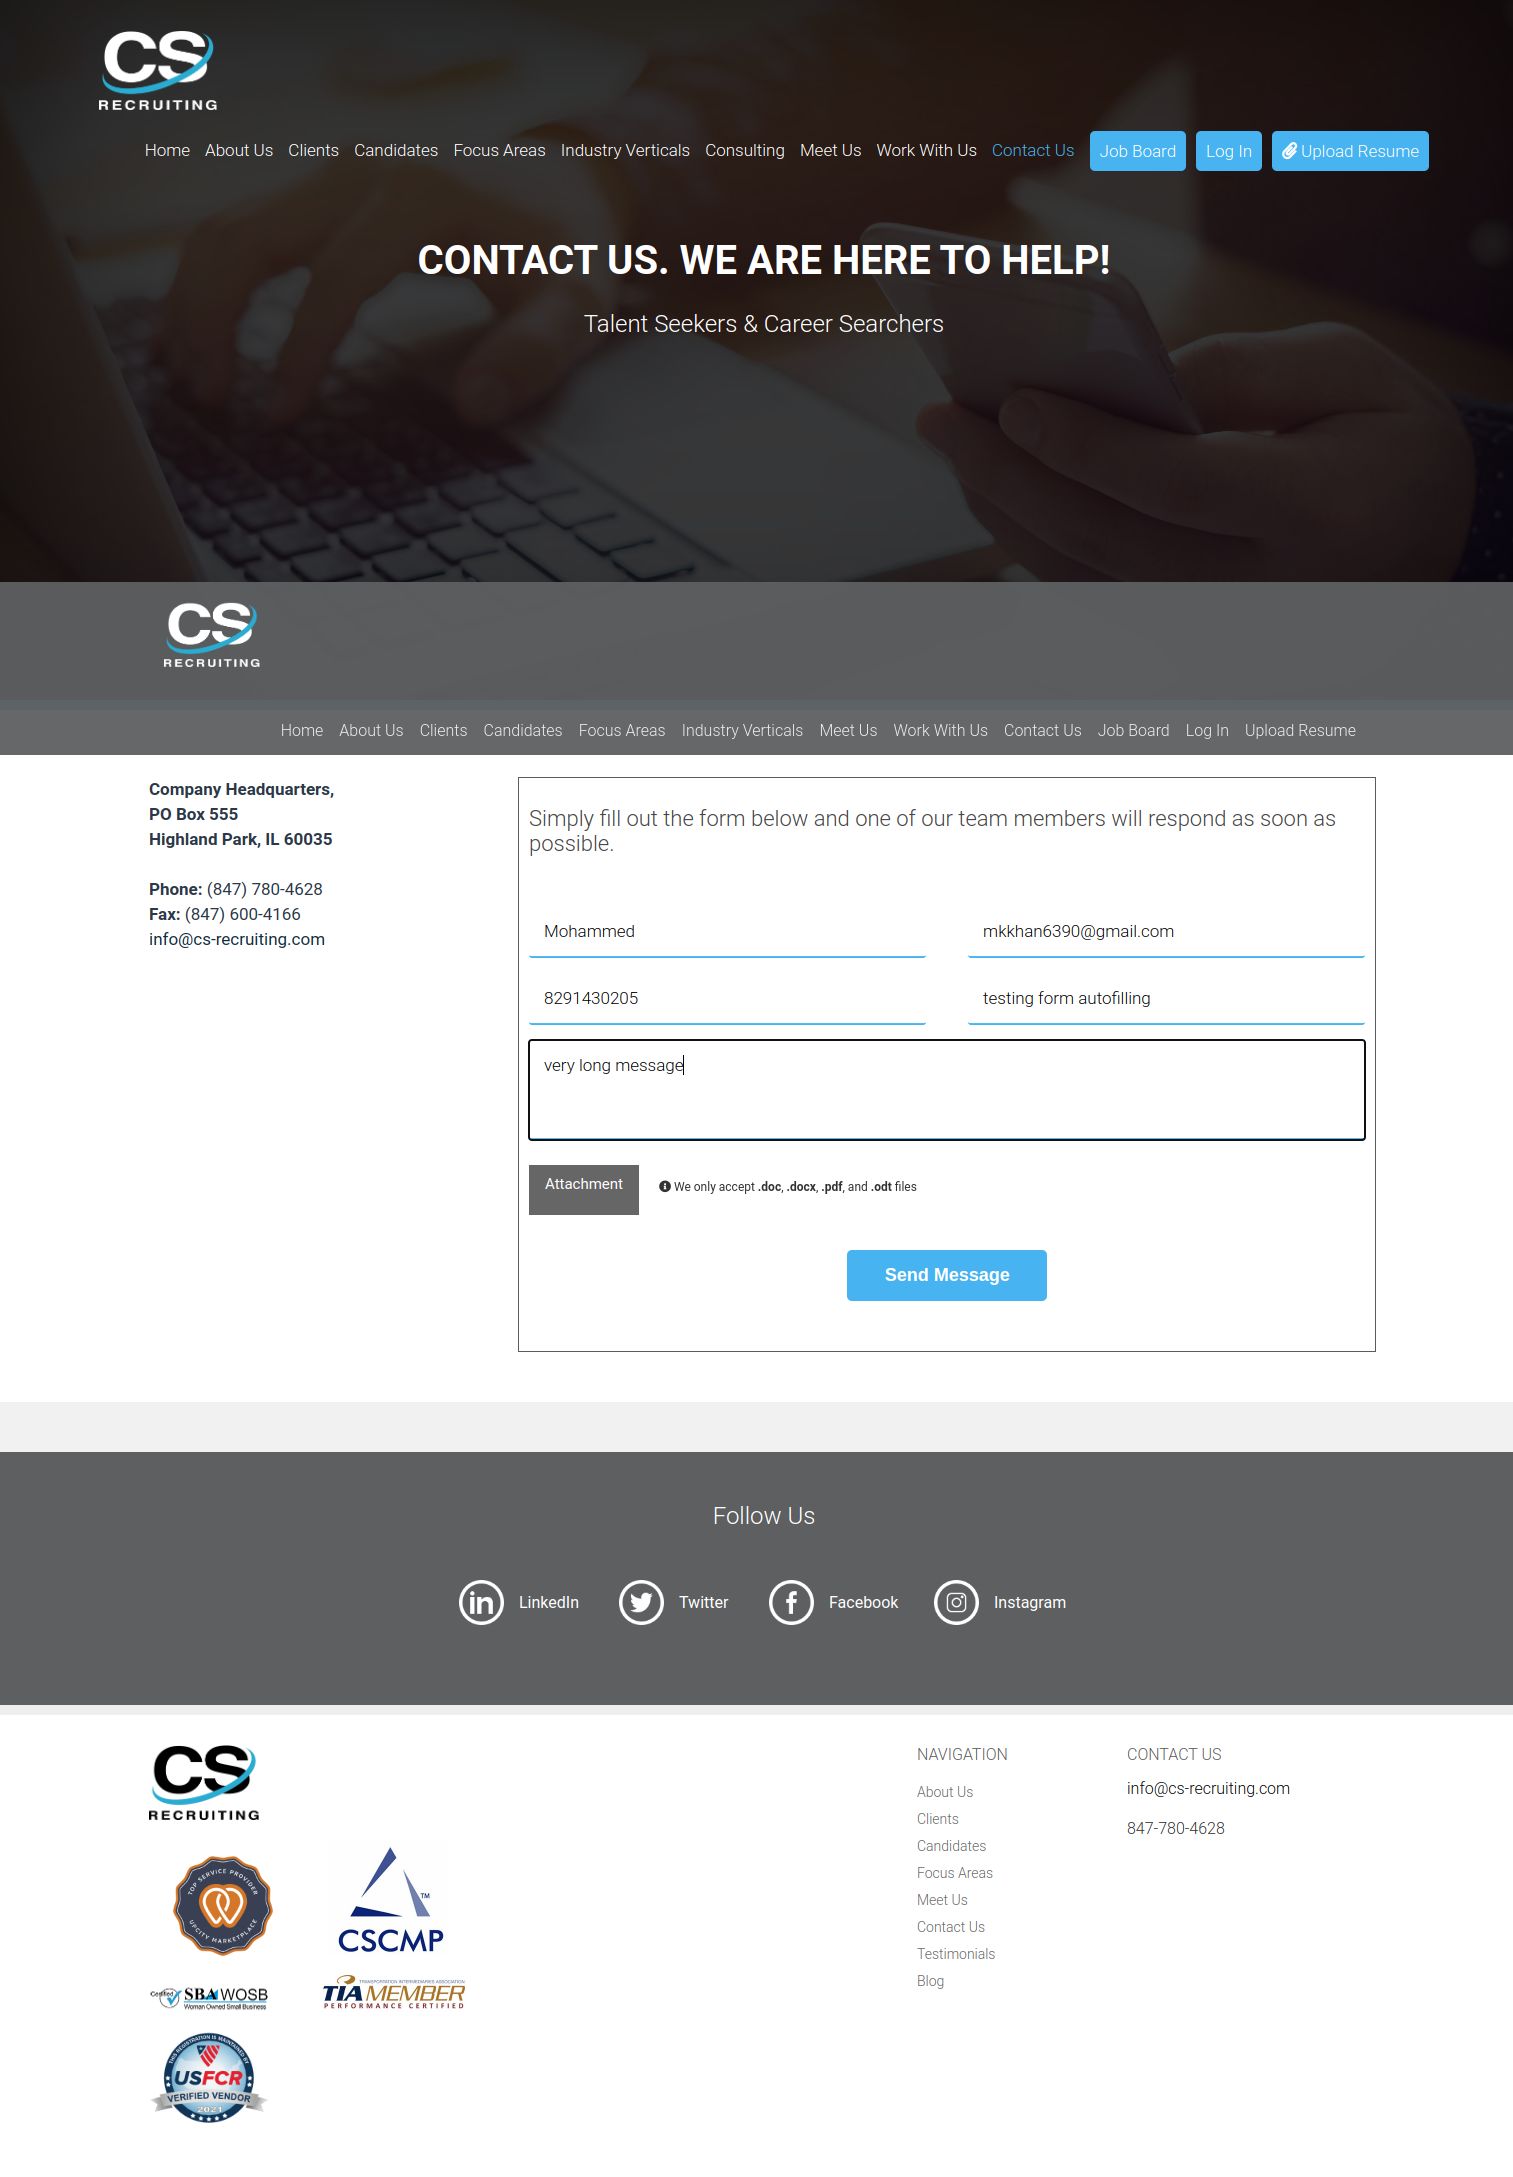 CS
RECRUITING
Home About Us Clients Candidates Focus Areas Industry Verticals Consulting Meet Us Work With Us Contact Us Job Board Log In Upload Resume
CONTACT US. WE ARE HERE TO HELP!
Talent Seekers & Career Searchers
CS
RECRUITING
Home About Us Clients Candidates Focus Areas Industry Verticals Meet Us Work With Us Contact Us Job Board Log In Upload Resume
Company Headquarters,
PO Box 555
Highland Park, IL 60035
Phone: (847) 780-4628
Fax: (847) 600-4166
info@cs-recruiting.com
Simply fill out the form below and one of our team members will respond as soon as
possible.
Mohammed
mkkhan6390@gmail.com
8291430205
testing form autofilling
very long message
Attachment
We only accept .doc, .docx, .pdf, and .odt files
Send Message
Follow Us
LinkedIn
Twitter
Facebook
Instagram
CS
RECRUITING
TOP SERVICE PROVIDER
UPCITY MARKETPLACE
CSCMP
TM
Certified SBA WOSB
Woman Owned Small Business
TRANSPORTATION INTERMEDIARIES ASSOCIATION
TIA MEMBER
PERFORMANCE CERTIFIED
THIS REGISTRATION IS MAINTAINED BY
USFCR
VERIFIED VENDOR
2021
NAVIGATION
About Us
Clients
Candidates
Focus Areas
Meet Us
Contact Us
Testimonials
Blog
CONTACT US
info@cs-recruiting.com
847-780-4628